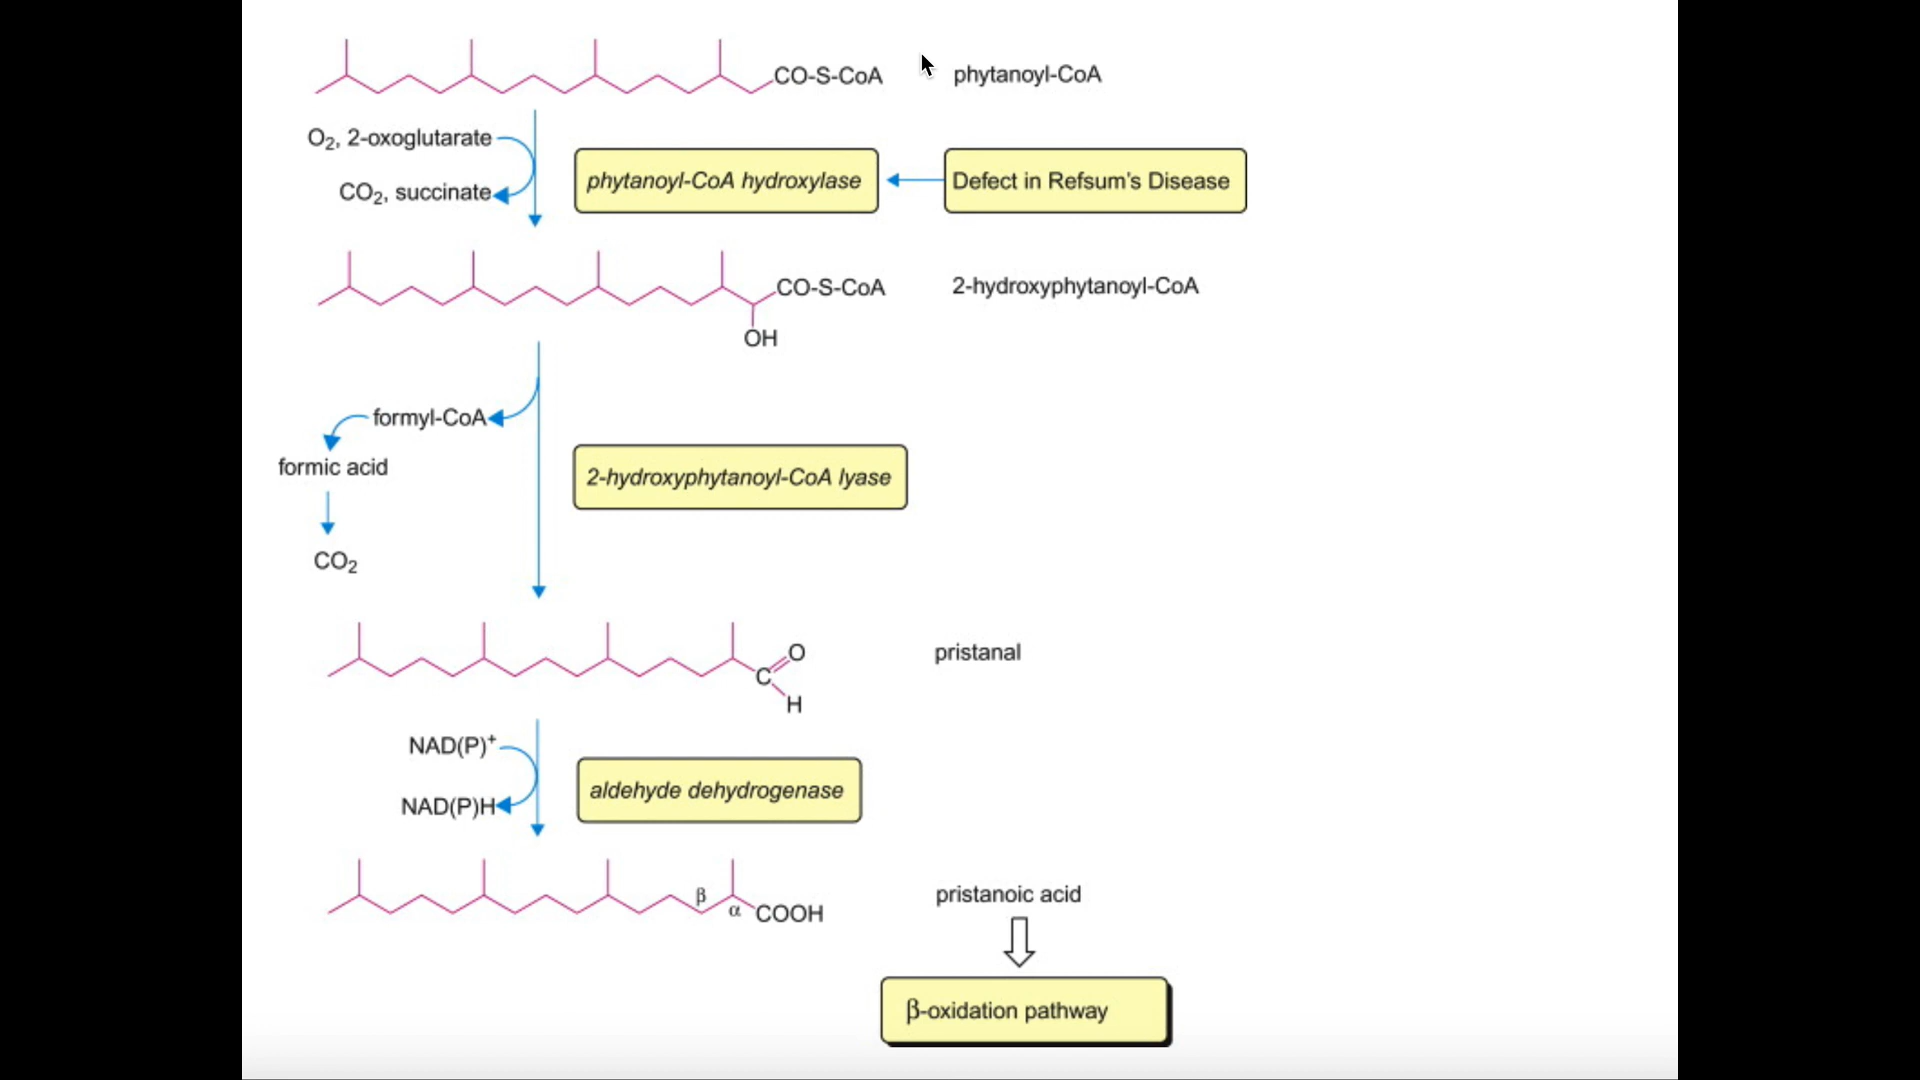 CO-S-CoA
phytanoyl-CoA
O₂, 2-oxoglutarate
CO₂, succinate
phytanoyl-CoA hydroxylase
Defect in Refsum's Disease
CO-S-CoA
OH
2-hydroxyphytanoyl-CoA
formyl-CoA
formic acid
CO₂
2-hydroxyphytanoyl-CoA lyase
O
C
H
pristanal
NAD(P)⁺
NAD(P)H
aldehyde dehydrogenase
β
α
COOH
pristanoic acid
β-oxidation pathway